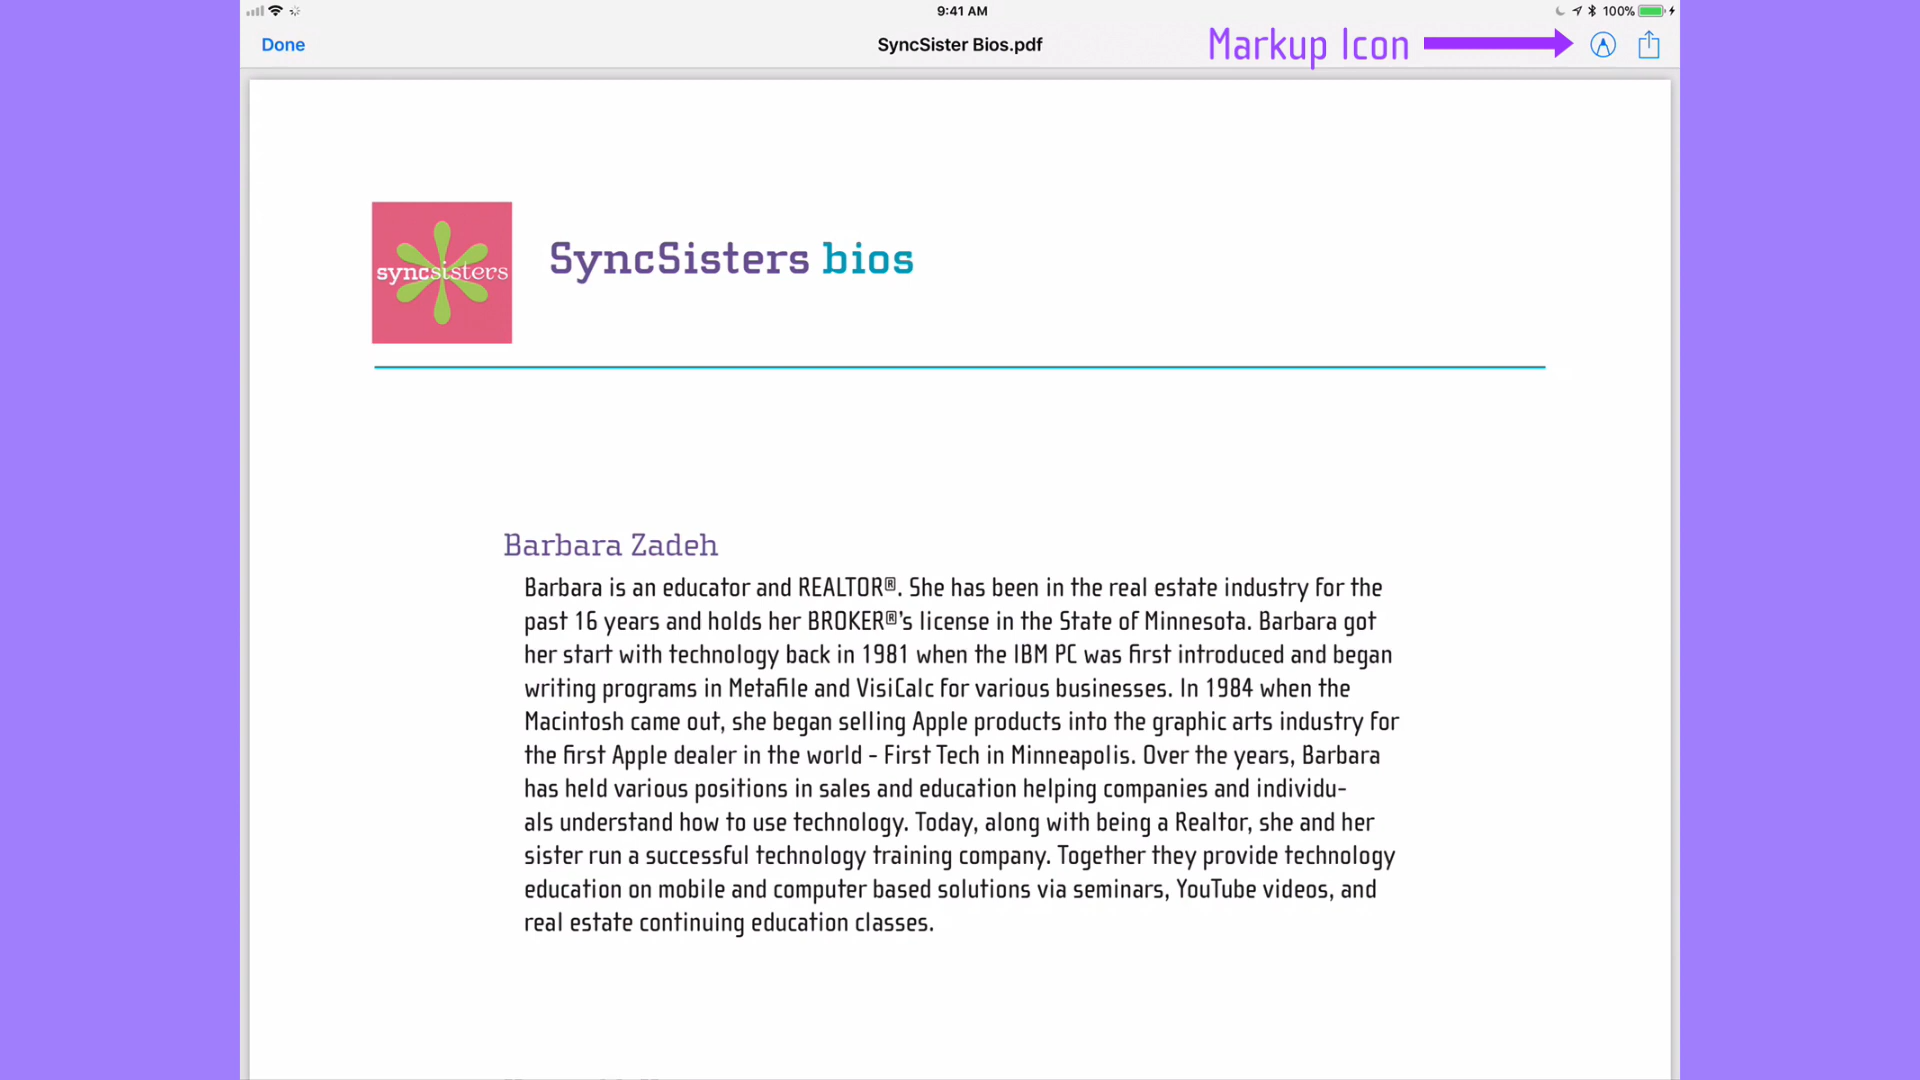 9:41 AM
100%
Done
SyncSister Bios.pdf
Markup Icon
syncsisters
SyncSisters bios
Barbara Zadeh
Barbara is an educator and REALTOR®. She has been in the real estate industry for the
past 16 years and holds her BROKER®'s license in the State of Minnesota. Barbara got
her start with technology back in 1981 when the IBM PC was first introduced and began
writing programs in Metafile and VisiCalc for various businesses. In 1984 when the
Macintosh came out, she began selling Apple products into the graphic arts industry for
the first Apple dealer in the world - First Tech in Minneapolis. Over the years, Barbara
has held various positions in sales and education helping companies and individu-
als understand how to use technology. Today, along with being a Realtor, she and her
sister run a successful technology training company. Together they provide technology
education on mobile and computer based solutions via seminars, YouTube videos, and
real estate continuing education classes.